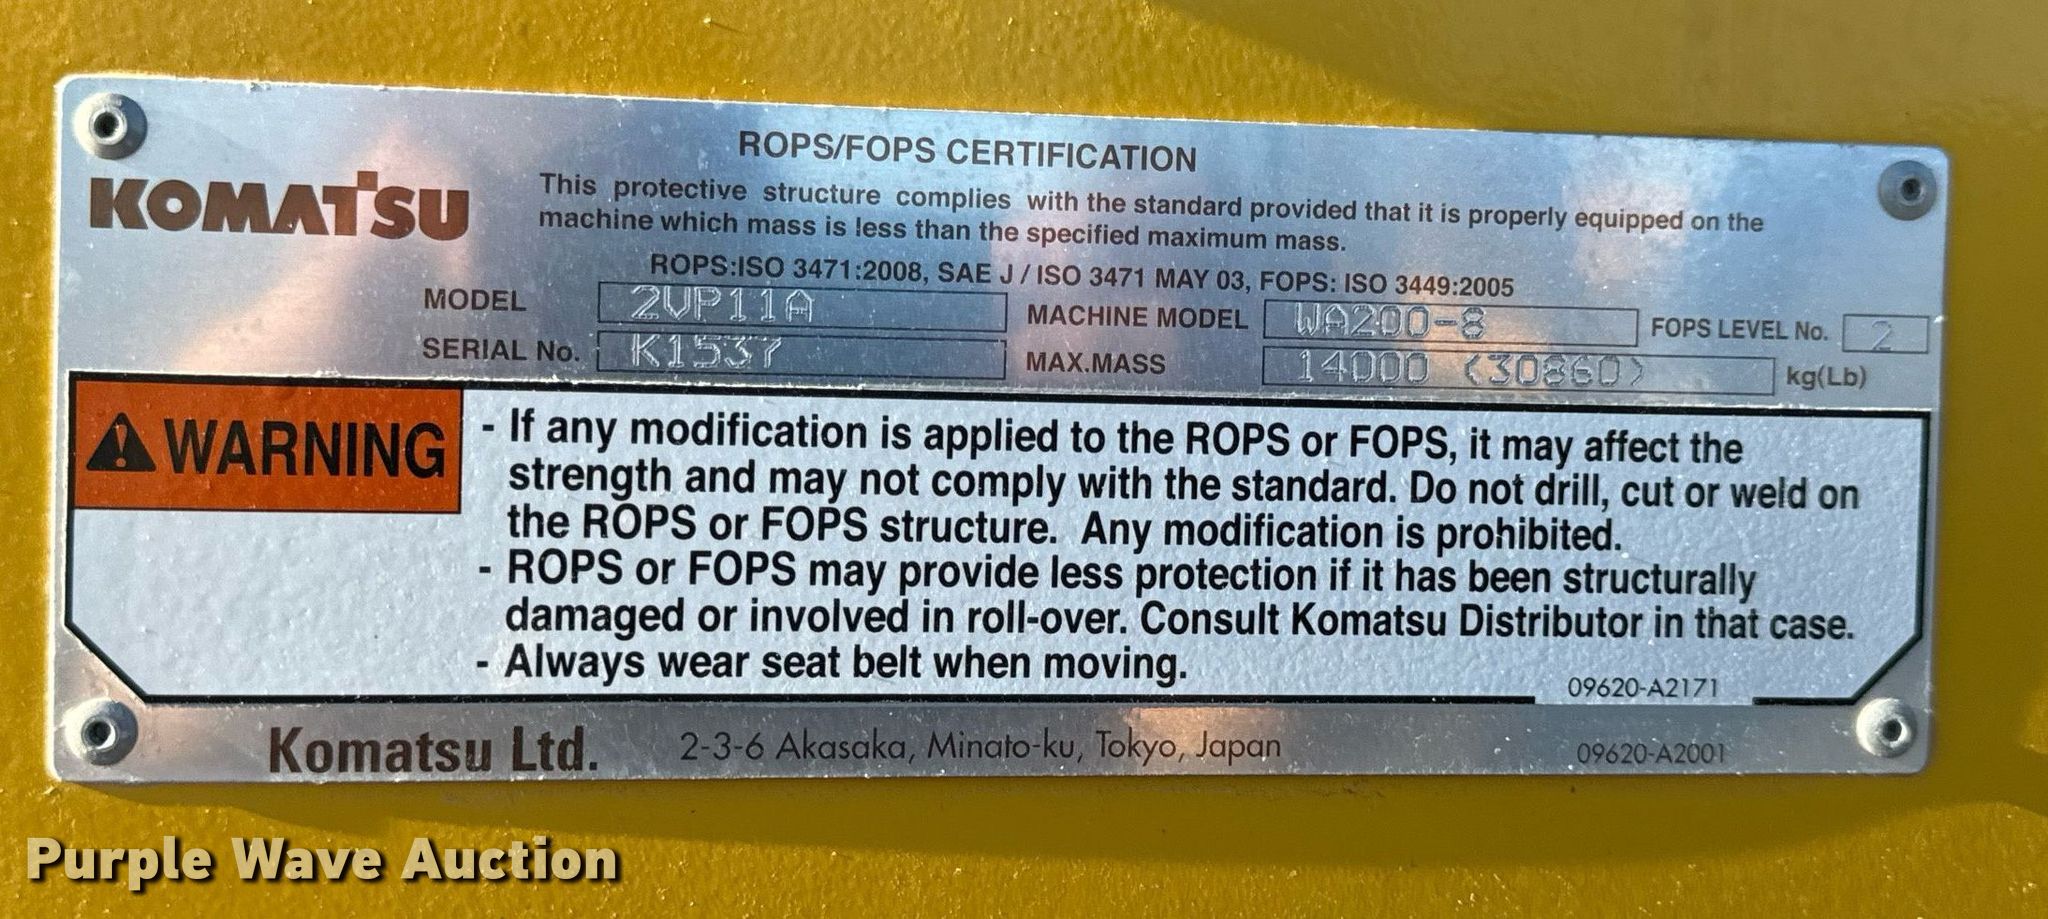 KOMATSU
ROPS/FOPS CERTIFICATION
This protective structure complies with the standard provided that it is properly equipped on the
machine which mass is less than the specified maximum mass.
ROPS:ISO 3471:2008, SAE J / ISO 3471 MAY 03, FOPS: ISO 3449:2005
MODEL 2VP11A MACHINE MODEL WA200-8 FOPS LEVEL No. 2
SERIAL No. K1537 MAX.MASS 14000 (30860) kg(Lb)
WARNING
- If any modification is applied to the ROPS or FOPS, it may affect the
strength and may not comply with the standard. Do not drill, cut or weld on
the ROPS or FOPS structure. Any modification is prohibited.
- ROPS or FOPS may provide less protection if it has been structurally
damaged or involved in roll-over. Consult Komatsu Distributor in that case.
- Always wear seat belt when moving.
09620-A2171
Komatsu Ltd. 2-3-6 Akasaka, Minato-ku, Tokyo, Japan 09620-A2001
Purple Wave Auction